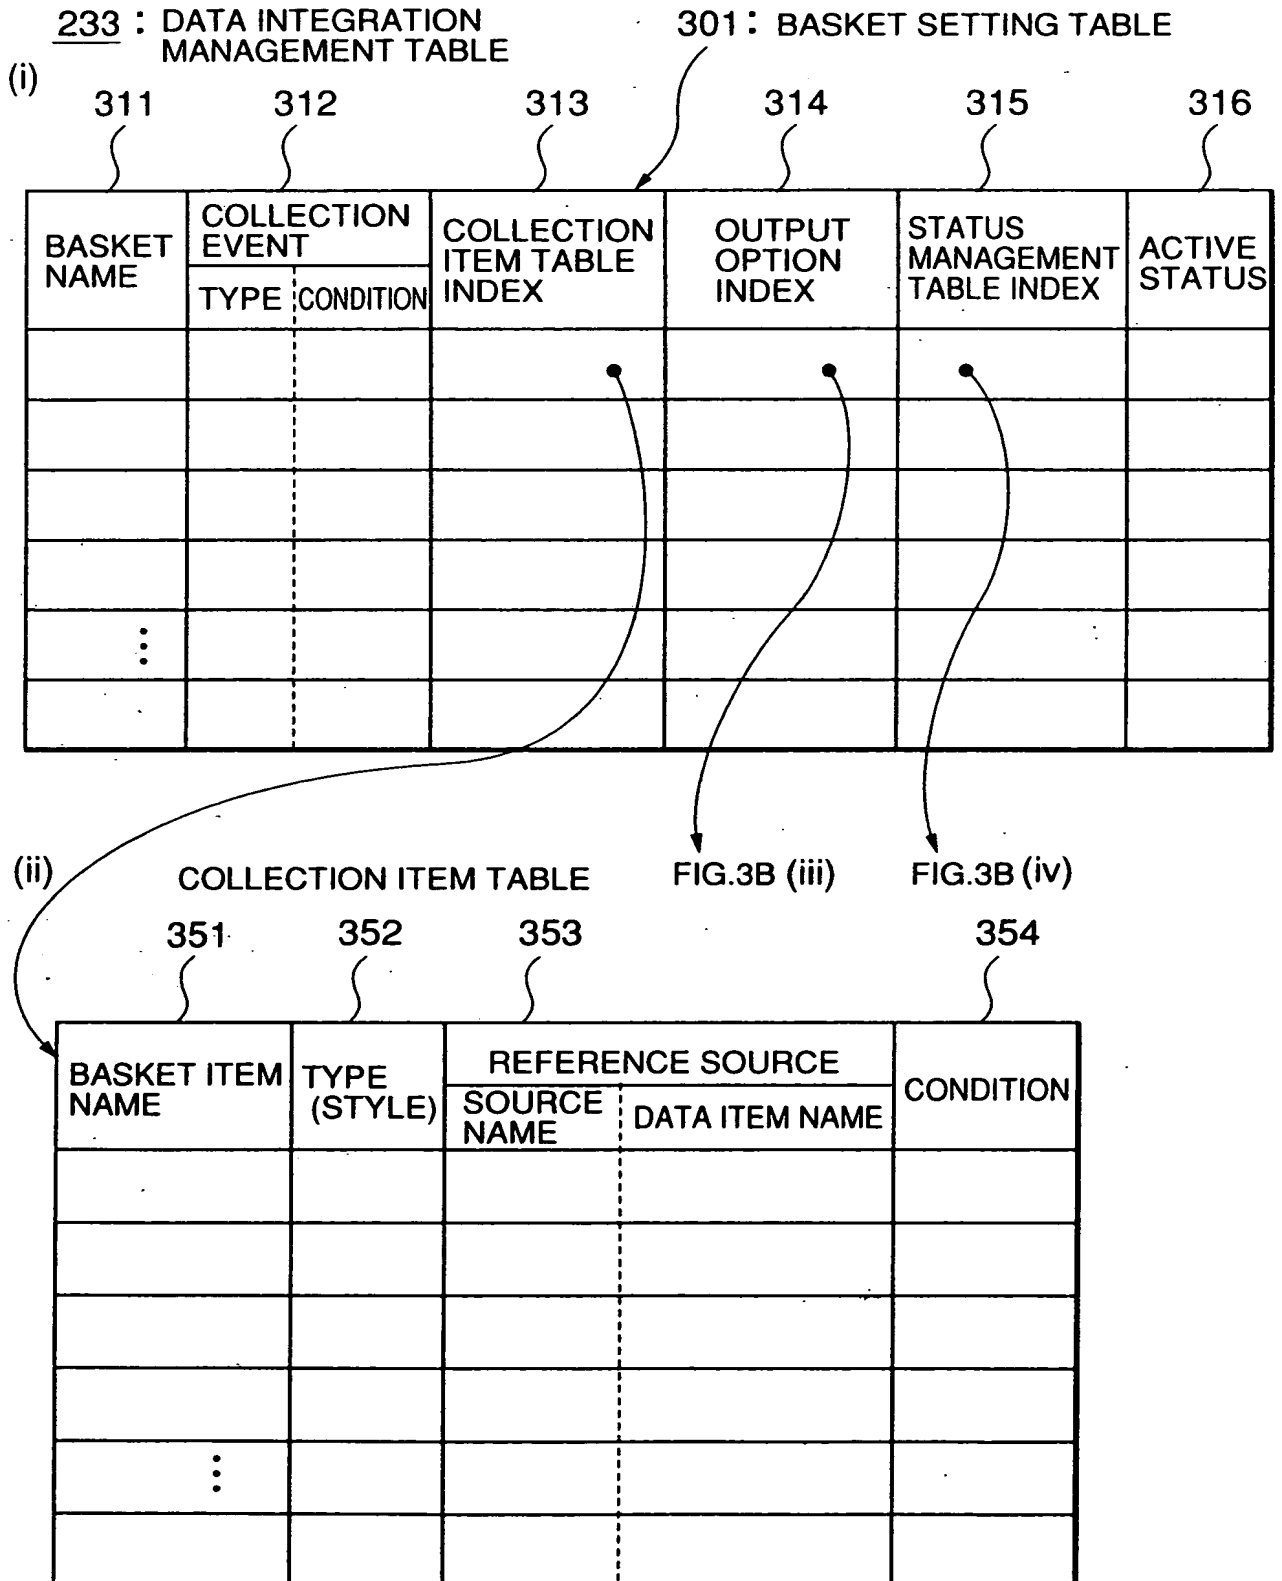 233 : DATA INTEGRATION
MANAGEMENT TABLE
301 : BASKET SETTING TABLE
(i)
311 312 313 314 315 316
BASKET
NAME
COLLECTION
EVENT
TYPE CONDITION
COLLECTION
ITEM TABLE
INDEX
OUTPUT
OPTION
INDEX
STATUS
MANAGEMENT
TABLE INDEX
ACTIVE
STATUS
(ii)
COLLECTION ITEM TABLE
FIG.3B (iii)
FIG.3B (iv)
351 352 353 354
BASKET ITEM
NAME
TYPE
(STYLE)
REFERENCE SOURCE
SOURCE
NAME
DATA ITEM NAME
CONDITION